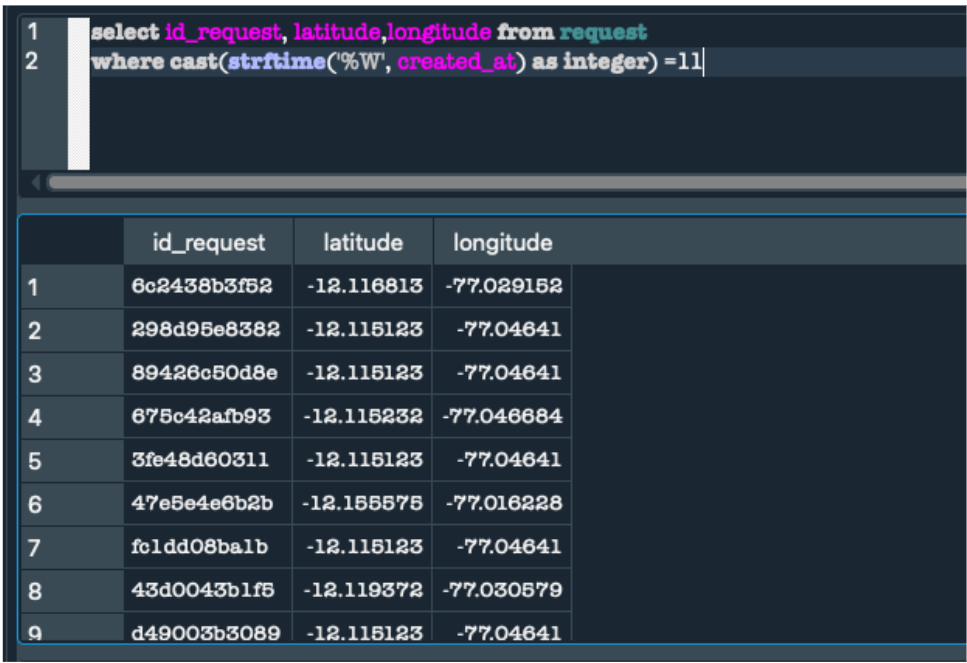 1 select id_request, latitude,longitude from request
2 where cast(strftime('%W', created_at) as integer) =11
id_request latitude longitude
1 6c2438b3f52 -12.116813 -77.029152
2 298d95e8382 -12.115123 -77.04641
3 89426c50d8e -12.115123 -77.04641
4 675c42afb93 -12.115232 -77.046684
5 3fe48d60311 -12.115123 -77.04641
6 47e5e4e6b2b -12.155575 -77.016228
7 fc1dd08ba1b -12.115123 -77.04641
8 43d0043b1f5 -12.119372 -77.030579
9 d49003b3089 -12.115123 -77.04641